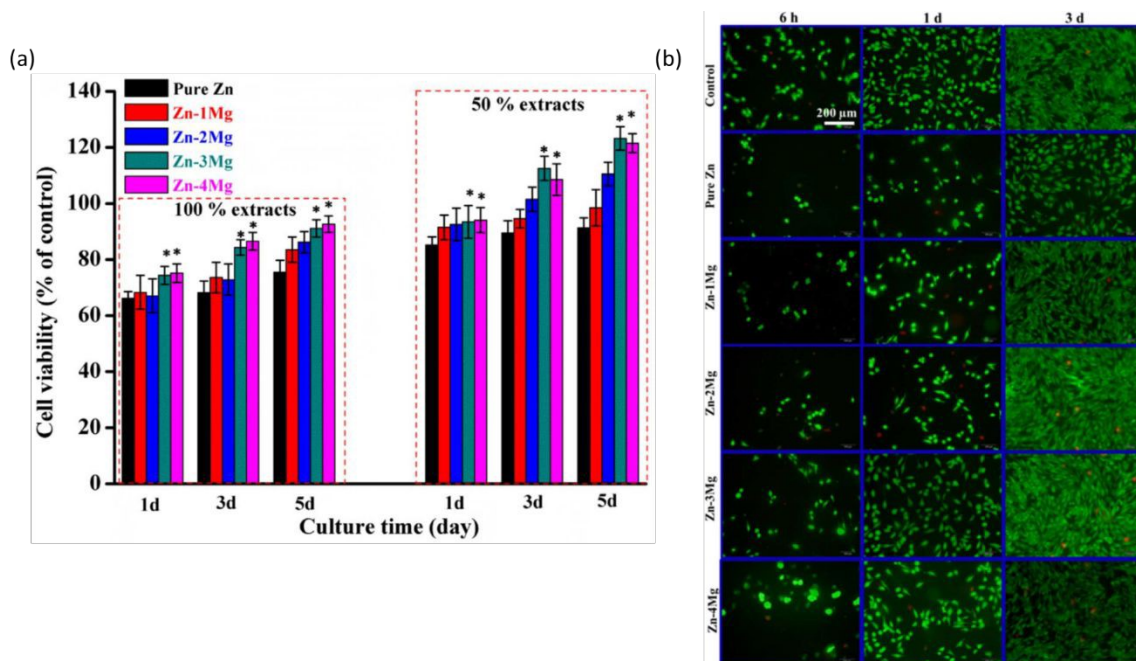 (a)
140
120
100
80
60
40
20
0
Cell viability (% of control)
Pure Zn
Zn-1Mg
Zn-2Mg
Zn-3Mg
Zn-4Mg
100 % extracts
50 % extracts
* *
* *
* *
* *
* *
* *
1d 3d 5d 1d 3d 5d
Culture time (day)
(b)
6 h 1 d 3 d
Control
200 μm
Pure Zn
Zn-1Mg
Zn-2Mg
Zn-3Mg
Zn-4Mg